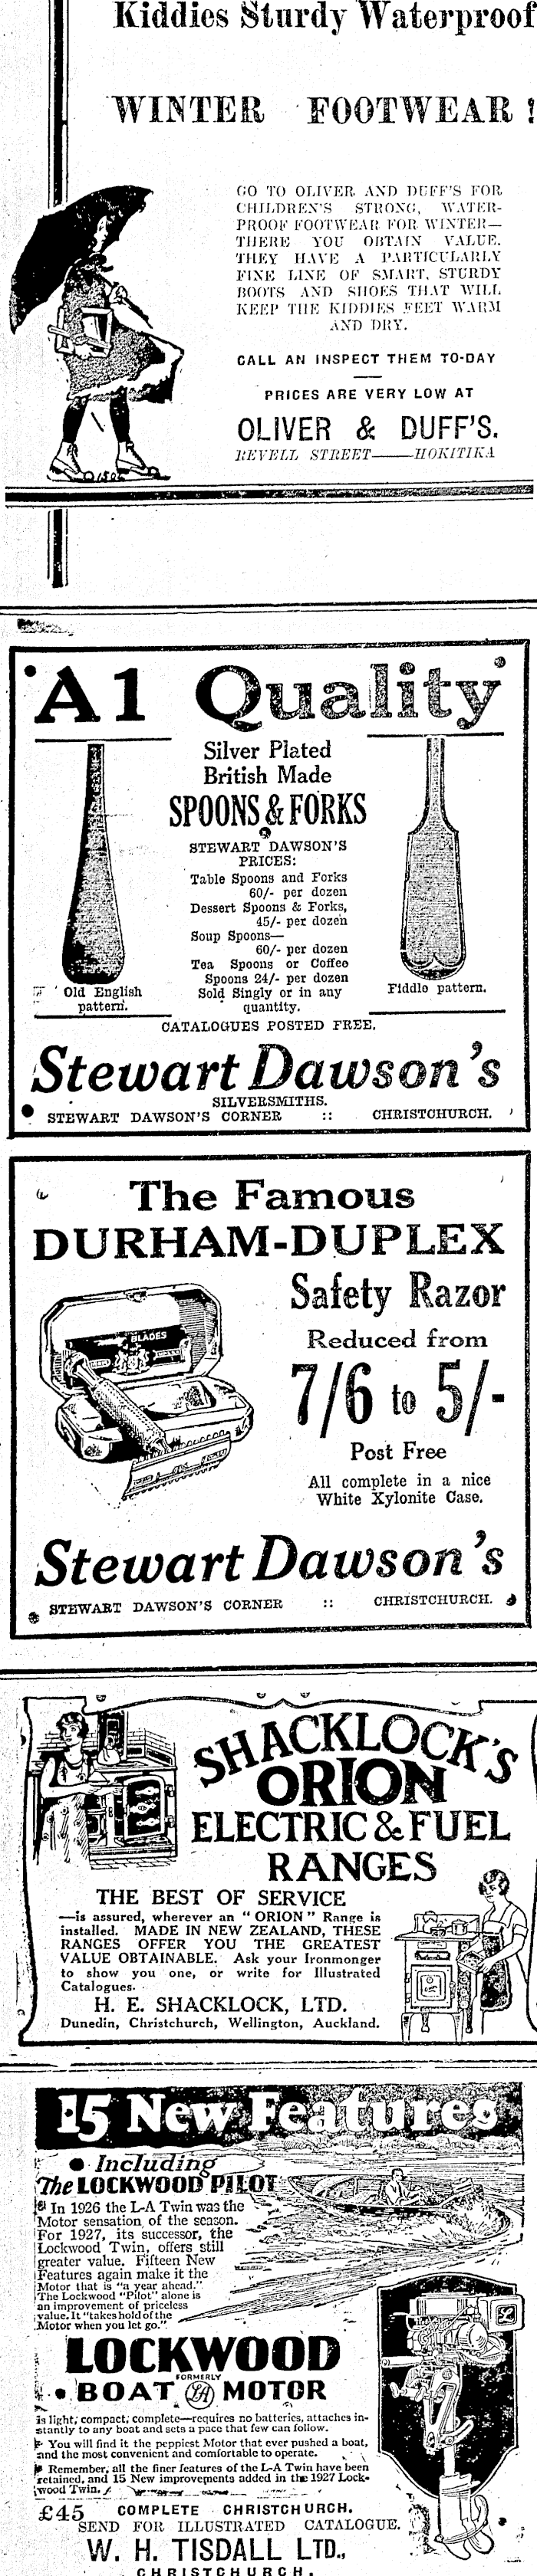 Kiddies Sturdy Waterproof
WINTER FOOTWEAR!
GO TO OLIVER AND DUFF'S FOR
CHILDREN'S STRONG, WATER-
PROOF FOOTWEAR FOR WINTER—
THERE YOU OBTAIN VALUE.
THEY HAVE A PARTICULARLY
FINE LINE OF SMART, STURDY
BOOTS AND SHOES THAT WILL
KEEP THE KIDDIES FEET WARM
AND DRY.
CALL AN INSPECT THEM TO-DAY
PRICES ARE VERY LOW AT
OLIVER & DUFF'S.
REVELL STREET——HOKITIKA
A1 Quality
Silver Plated
British Made
SPOONS & FORKS
STEWART DAWSON'S
PRICES:
Table Spoons and Forks
60/- per dozen
Dessert Spoons & Forks,
45/- per dozen
Soup Spoons—
60/- per dozen
Tea Spoons or Coffee
Spoons 24/- per dozen
Sold Singly or in any
quantity.
Old English
pattern.
Fiddle pattern.
CATALOGUES POSTED FREE.
Stewart Dawson's
SILVERSMITHS.
STEWART DAWSON'S CORNER :: CHRISTCHURCH.
The Famous
DURHAM-DUPLEX
Safety Razor
Reduced from
7/6 to 5/-
Post Free
All complete in a nice
White Xylonite Case.
BLADES
Stewart Dawson's
STEWART DAWSON'S CORNER :: CHRISTCHURCH.
SHACKLOCK'S
ORION
ELECTRIC & FUEL
RANGES
THE BEST OF SERVICE
—is assured, wherever an "ORION" Range is
installed. MADE IN NEW ZEALAND, THESE
RANGES OFFER YOU THE GREATEST
VALUE OBTAINABLE. Ask your Ironmonger
to show you one, or write for Illustrated
Catalogues.
H. E. SHACKLOCK, LTD.
Dunedin, Christchurch, Wellington, Auckland.
15 New Features
Including
The LOCKWOOD PILOT
In 1926 the L-A Twin was the
Motor sensation of the season.
For 1927, its successor, the
Lockwood Twin, offers still
greater value. Fifteen New
Features again make it the
Motor that is "a year ahead."
The Lockwood "Pilot" alone is
an improvement of priceless
value. It "takes hold of the
Motor when you let go."
LOCKWOOD
FORMERLY
BOAT LA MOTOR
is light, compact, complete—requires no batteries, attaches in-
stantly to any boat and sets a pace that few can follow.
You will find it the peppiest Motor that ever pushed a boat,
and the most convenient and comfortable to operate.
Remember, all the finer features of the L-A Twin have been
retained, and 15 New improvements added in the 1927 Lock-
wood Twin.
£45 COMPLETE CHRISTCHURCH.
SEND FOR ILLUSTRATED CATALOGUE.
W. H. TISDALL LTD.,
CHRISTCHURCH.